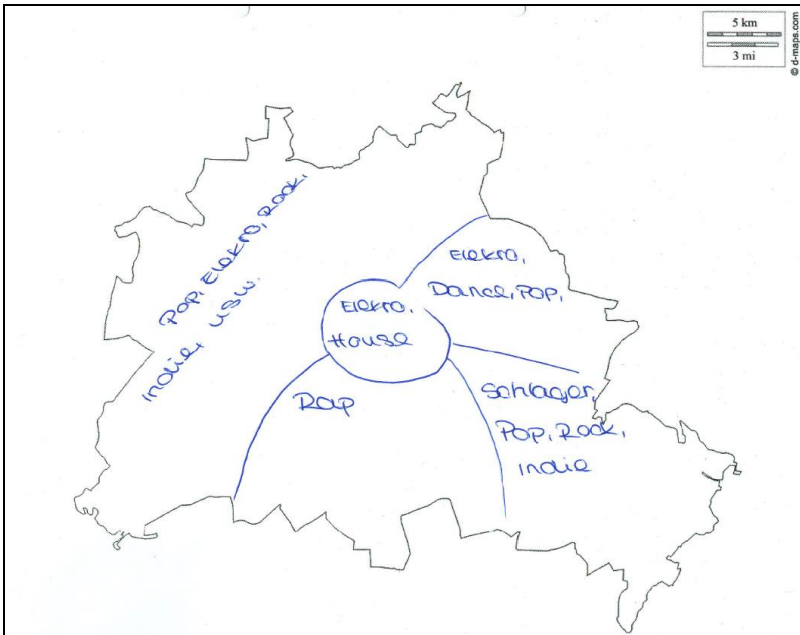 5 km
3 mi
© d-maps.com
Pop, Elektro, Rock,
Indie, usw.
Elektro,
Dance, Pop,
Elektro,
House
Rap
Schlager,
Pop, Rock,
Indie